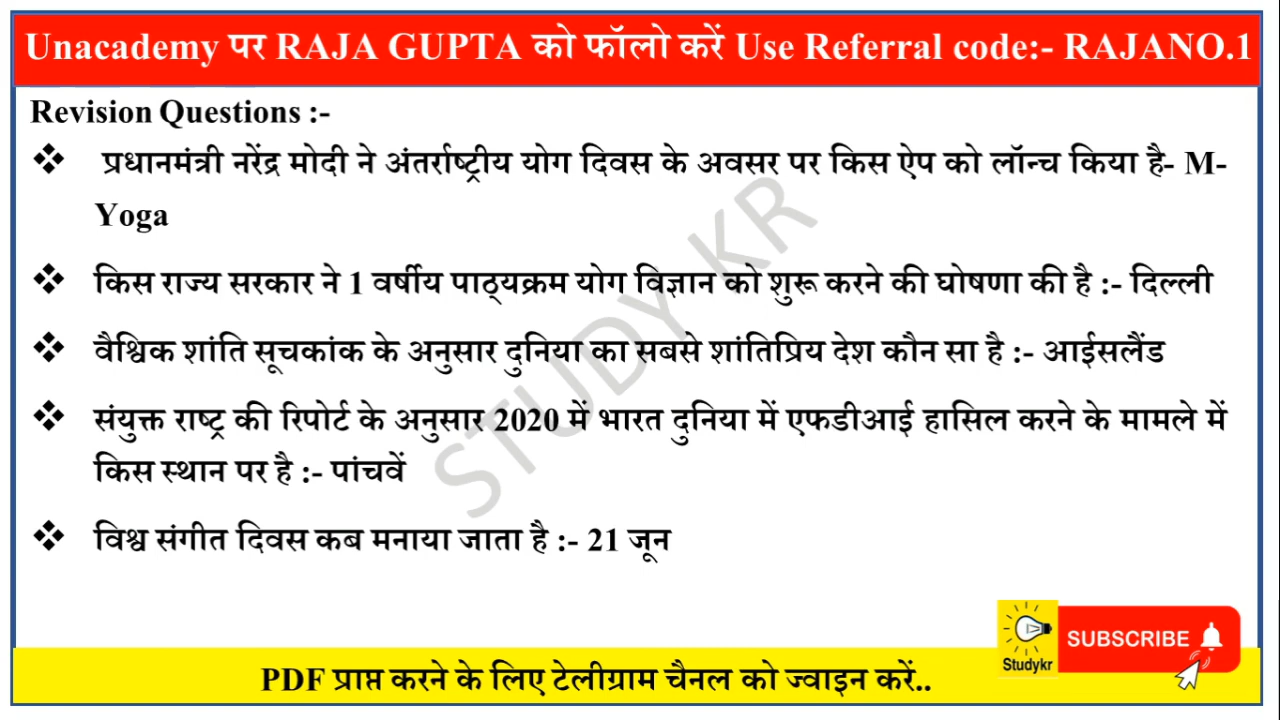 Unacademy पर RAJA GUPTA को फॉलो करें Use Referral code:- RAJANO.1
Revision Questions :-
❖ प्रधानमंत्री नरेंद्र मोदी ने अंतर्राष्ट्रीय योग दिवस के अवसर पर किस ऐप को लॉन्च किया है- M-
Yoga
❖ किस राज्य सरकार ने 1 वर्षीय पाठ्यक्रम योग विज्ञान को शुरू करने की घोषणा की है :- दिल्ली
❖ वैश्विक शांति सूचकांक के अनुसार दुनिया का सबसे शांतिप्रिय देश कौन सा है :- आईसलैंड
❖ संयुक्त राष्ट्र की रिपोर्ट के अनुसार 2020 में भारत दुनिया में एफडीआई हासिल करने के मामले में
किस स्थान पर है :- पांचवें
❖ विश्व संगीत दिवस कब मनाया जाता है :- 21 जून
STUDY KR
Studykr
SUBSCRIBE
PDF प्राप्त करने के लिए टेलीग्राम चैनल को ज्वाइन करें..